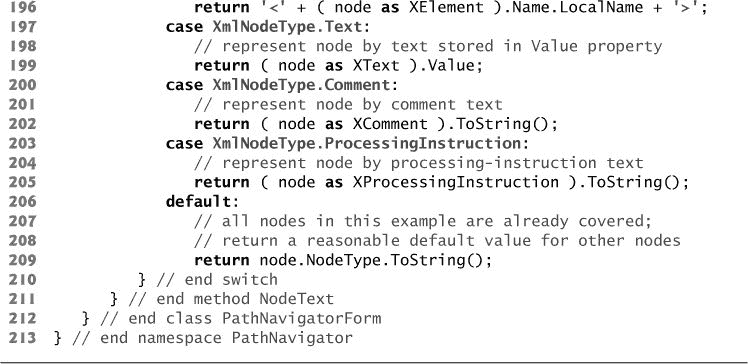 196 return '<' + ( node as XElement ).Name.LocalName + '>';
197 case XmlNodeType.Text:
198 // represent node by text stored in Value property
199 return ( node as XText ).Value;
200 case XmlNodeType.Comment:
201 // represent node by comment text
202 return ( node as XComment ).ToString();
203 case XmlNodeType.ProcessingInstruction:
204 // represent node by processing-instruction text
205 return ( node as XProcessingInstruction ).ToString();
206 default:
207 // all nodes in this example are already covered;
208 // return a reasonable default value for other nodes
209 return node.NodeType.ToString();
210 } // end switch
211 } // end method NodeText
212 } // end class PathNavigatorForm
213 } // end namespace PathNavigator